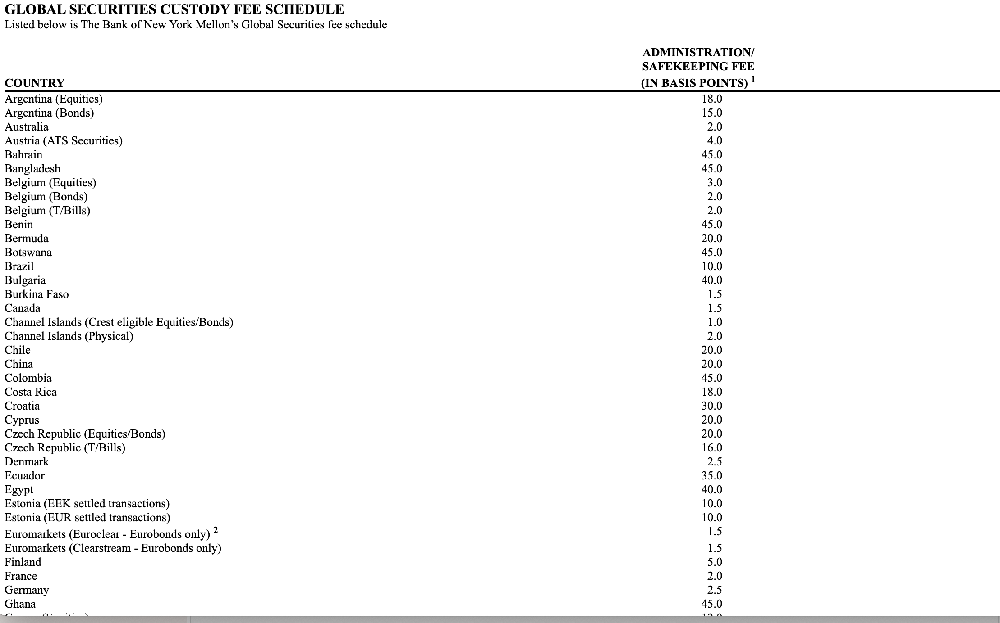 GLOBAL SECURITIES CUSTODY FEE SCHEDULE
Listed below is The Bank of New York Mellon’s Global Securities fee schedule
ADMINISTRATION/
SAFEKEEPING FEE
COUNTRY (IN BASIS POINTS) 1
Argentina (Equities) 18.0
Argentina (Bonds) 15.0
Australia 2.0
Austria (ATS Securities) 4.0
Bahrain 45.0
Bangladesh 45.0
Belgium (Equities) 3.0
Belgium (Bonds) 2.0
Belgium (T/Bills) 2.0
Benin 45.0
Bermuda 20.0
Botswana 45.0
Brazil 10.0
Bulgaria 40.0
Burkina Faso 1.5
Canada 1.5
Channel Islands (Crest eligible Equities/Bonds) 1.0
Channel Islands (Physical) 2.0
Chile 20.0
China 20.0
Colombia 45.0
Costa Rica 18.0
Croatia 30.0
Cyprus 20.0
Czech Republic (Equities/Bonds) 20.0
Czech Republic (T/Bills) 16.0
Denmark 2.5
Ecuador 35.0
Egypt 40.0
Estonia (EEK settled transactions) 10.0
Estonia (EUR settled transactions) 10.0
Euromarkets (Euroclear - Eurobonds only) 2 1.5
Euromarkets (Clearstream - Eurobonds only) 1.5
Finland 5.0
France 2.0
Germany 2.5
Ghana 45.0